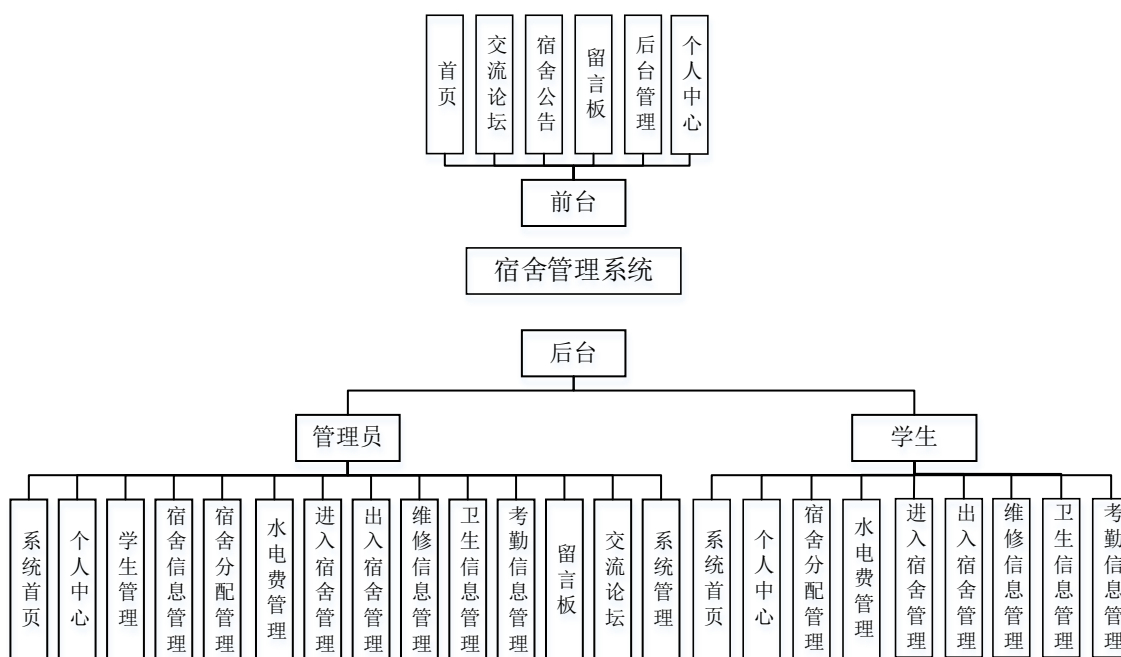 首页
交流论坛
宿舍公告
留言板
后台管理
个人中心
前台
宿舍管理系统
后台
管理员
学生
系统首页
个人中心
学生管理
宿舍信息管理
宿舍分配管理
水电费管理
进入宿舍管理
出入宿舍管理
维修信息管理
卫生信息管理
考勤信息管理
留言板
交流论坛
系统管理
系统首页
个人中心
宿舍分配管理
水电费管理
进入宿舍管理
出入宿舍管理
维修信息管理
卫生信息管理
考勤信息管理